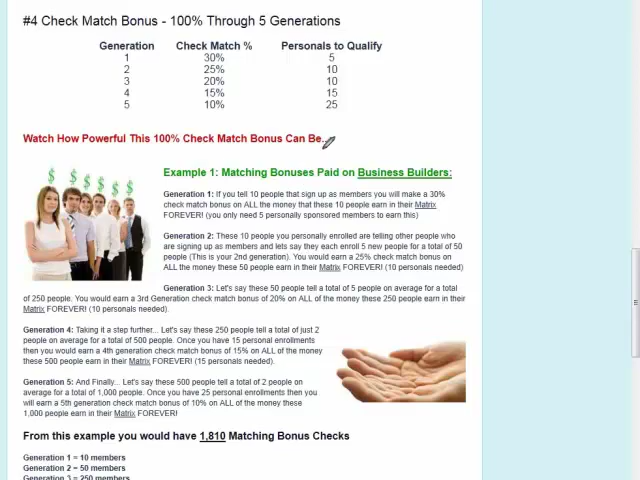 #4 Check Match Bonus - 100% Through 5 Generations
Generation Check Match % Personals to Qualify
1 30% 5
2 25% 10
3 20% 10
4 15% 15
5 10% 25
Watch How Powerful This 100% Check Match Bonus Can Be...
Example 1: Matching Bonuses Paid on Business Builders:
Generation 1: If you tell 10 people that sign up as members you will make a 30%
check match bonus on ALL the money that these 10 people earn in their Matrix
FOREVER! (you only need 5 personally sponsored members to earn this)
Generation 2: These 10 people you personally enrolled are telling other people who
are signing up as members and lets say they each enroll 5 new people for a total of 50
people (This is your 2nd generation). You would earn a 25% check match bonus on
ALL the money these 50 people earn in their Matrix FOREVER! (10 personals needed)
Generation 3: Let's say these 50 people tell a total of 5 people on average for a total
of 250 people. You would earn a 3rd Generation check match bonus of 20% on ALL of the money these 250 people earn in their
Matrix FOREVER! (10 personals needed).
Generation 4: Taking it a step further... Let's say these 250 people tell a total of just 2
people on average for a total of 500 people. Once you have 15 personal enrollments
then you would earn a 4th generation check match bonus of 15% on ALL of the money
these 500 people earn in their Matrix FOREVER! (15 personals needed).
Generation 5: And Finally... Let's say these 500 people tell a total of 2 people on
average for a total of 1,000 people. Once you have 25 personal enrollments then you
will earn a 5th generation check match bonus of 10% on ALL of the money these
1,000 people earn in their Matrix FOREVER!
From this example you would have 1,810 Matching Bonus Checks
Generation 1 = 10 members
Generation 2 = 50 members
Generation 3 = 250 members